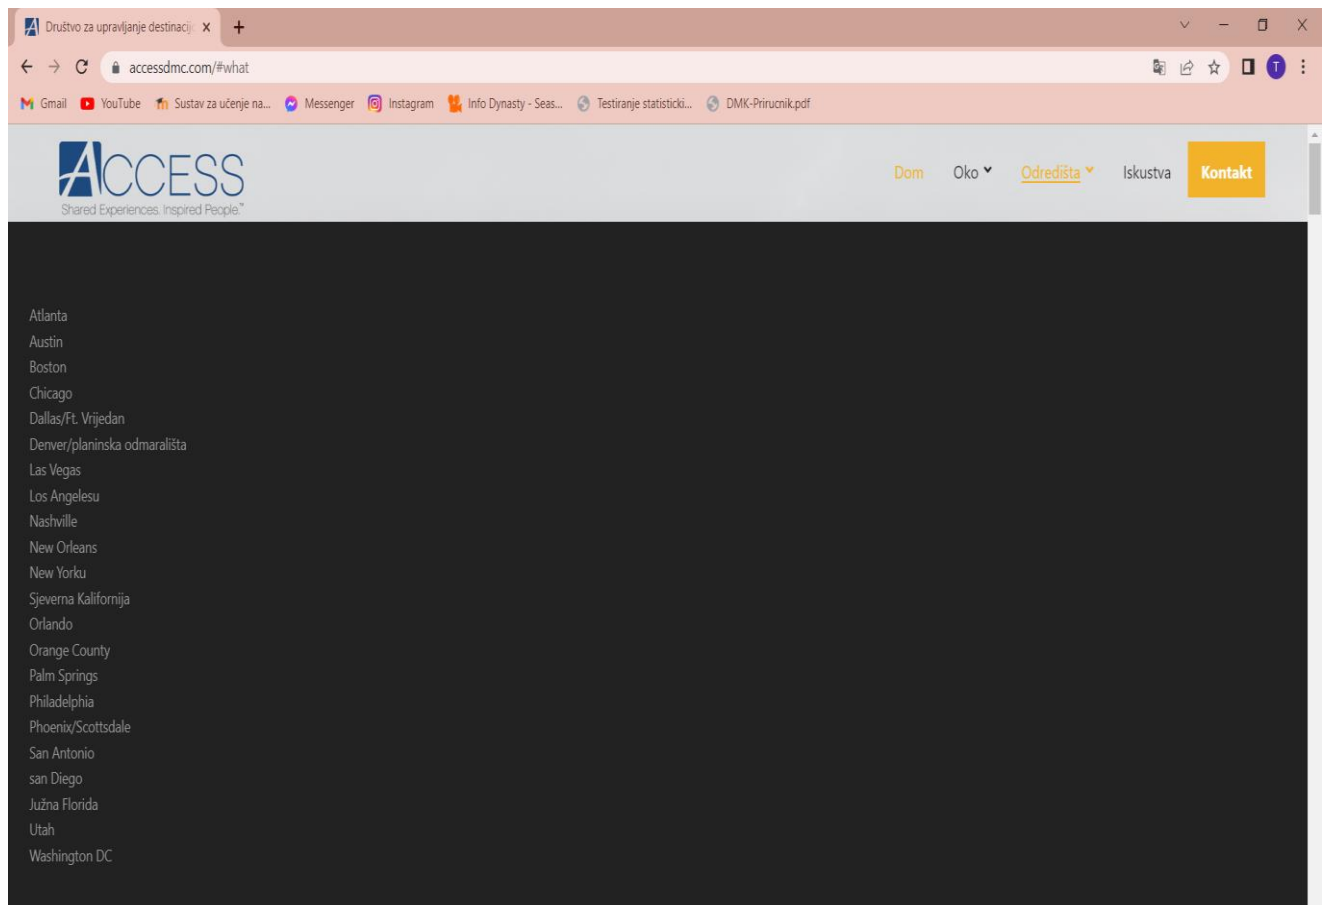 Društvo za upravljanje destinacij
accessdmc.com/#what
Gmail YouTube Sustav za učenje na... Messenger Instagram Info Dynasty - Seas... Testiranje statisticki... DMK-Prirucnik.pdf
ACCESS
Shared Experiences. Inspired People.™
Dom Oko Odredišta Iskustva Kontakt
Atlanta
Austin
Boston
Chicago
Dallas/Ft. Vrijedan
Denver/planinska odmarališta
Las Vegas
Los Angelesu
Nashville
New Orleans
New Yorku
Sjeverna Kalifornija
Orlando
Orange County
Palm Springs
Philadelphia
Phoenix/Scottsdale
San Antonio
san Diego
Južna Florida
Utah
Washington DC